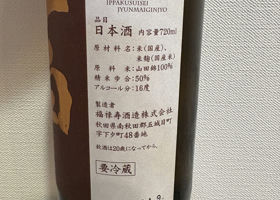 IPPAKUSUISEI
JYUNMAIGINJYO
品目
日本酒 内容量720ml
原材料名：米(国産)、
米麹(国産米)
原料米：山田錦100%
精米歩合：50%
アルコール分：16度
製造者
福禄寿酒造株式会社
秋田県南秋田郡五城目町
字下夕町48番地
飲酒は20歳になってから。
要冷蔵